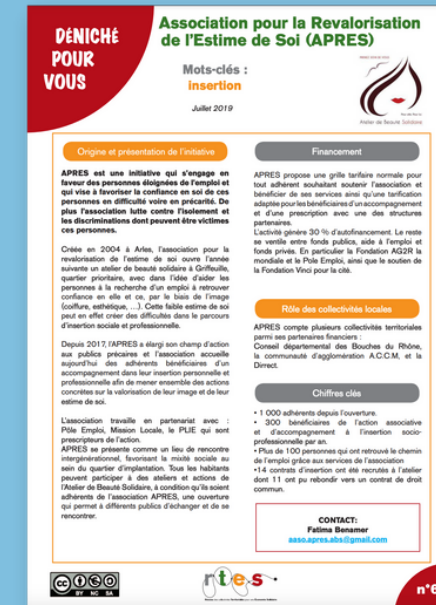 DÉNICHÉ
POUR
VOUS
Association pour la Revalorisation
de l'Estime de Soi (APRES)
Mots-clés :
insertion
Juillet 2019
Atelier de Beauté Solidaire
Origine et présentation de l'initiative
APRES est une initiative qui s'engage en
faveur des personnes éloignées de l'emploi et
qui vise à favoriser la confiance en soi de ces
personnes en difficulté voire en précarité. De
plus l'association lutte contre l'isolement et
les discriminations dont peuvent être victimes
ces personnes.
Créée en 2004 à Arles, l'association pour la
revalorisation de l'estime de soi ouvre l'année
suivante un atelier de beauté solidaire à Griffeuille,
quartier prioritaire, avec dans l'idée d'aider les
personnes à la recherche d'un emploi à retrouver
confiance en elle et ce, par le biais de l'image
(coiffure, esthétique, ...). Cette faible estime de soi
peut en effet créer des difficultés dans le parcours
d'insertion sociale et professionnelle.
Depuis 2017, l'APRES a élargi son champ d'action
aux publics précaires et l'association accueille
aujourd'hui des adhérents bénéficiaires d'un
accompagnement dans leur insertion personnelle et
professionnelle afin de mener ensemble des actions
concrètes sur la valorisation de leur image et de leur
estime de soi.
L'association travaille en partenariat avec :
Pôle Emploi, Mission Locale, le PLIE qui sont
prescripteurs de l'action.
APRES se présente comme un lieu de rencontre
intergénérationnel, favorisant la mixité sociale au
sein du quartier d'implantation. Tous les habitants
peuvent participer à des ateliers et actions de
l'Atelier de Beauté Solidaire, à condition qu'ils soient
adhérents de l'association APRES, une ouverture
qui permet à différents publics d'échanger et de se
rencontrer.
Financement
APRES propose une grille tarifaire normale pour
tout adhérent souhaitant soutenir l'association et
bénéficier de ses services ainsi qu'une tarification
adaptée pour les bénéficiaires d'un accompagnement
et d'une prescription avec une des structures
partenaires.
L'activité génère 30 % d'autofinancement. Le reste
se ventile entre fonds publics, aide à l'emploi et
fonds privés. En particulier la Fondation AG2R la
mondiale et le Pole Emploi, ainsi que le soutien de
la Fondation Vinci pour la cité.
Rôle des collectivités locales
APRES compte plusieurs collectivités territoriales
parmi ses partenaires financiers :
Conseil départemental des Bouches du Rhône,
la communauté d'agglomération A.C.C.M, et la
Dirrect.
Chiffres clés
• 1 000 adhérents depuis l'ouverture.
• 300 bénéficiaires de l'action associative
et d'accompagnement à l'insertion socio-
professionnelle par an.
• Plus de 100 personnes qui ont retrouvé le chemin
de l'emploi grâce aux services de l'association
•14 contrats d'insertion ont été recrutés à l'atelier
dont 11 ont pu rebondir vers un contrat de droit
commun.
CONTACT:
Fatima Benamer
aaso.apres.abs@gmail.com
cc
BY NC SA
rtes
n°6